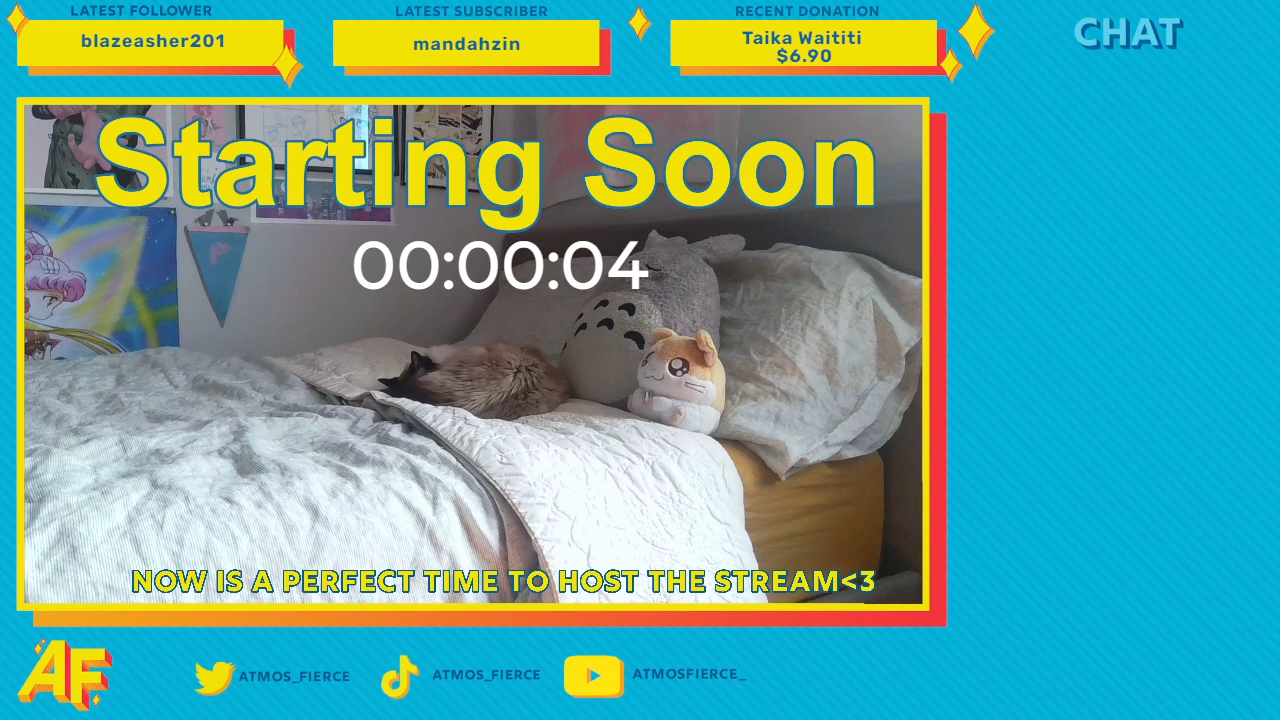 LATEST FOLLOWER
blazeasher201
LATEST SUBSCRIBER
mandahzin
RECENT DONATION
Taika Waititi
$6.90
CHAT
Starting Soon
00:00:04
NOW IS A PERFECT TIME TO HOST THE STREAM<3
AF
ATMOS_FIERCE
ATMOS_FIERCE
ATMOSFIERCE_